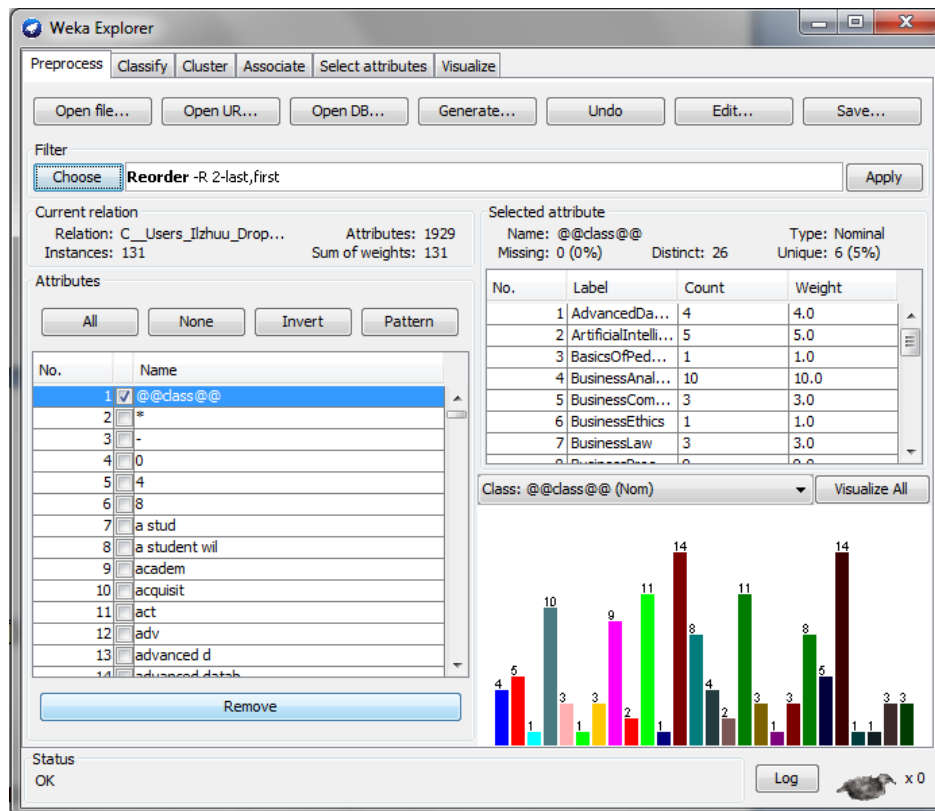 Weka Explorer
Preprocess Classify Cluster Associate Select attributes Visualize
Open file... Open UR... Open DB... Generate... Undo Edit... Save...
Filter
Choose Reorder -R 2-last,first Apply
Current relation
Relation: C__Users_Ilzhuu_Drop... Attributes: 1929
Instances: 131 Sum of weights: 131
Attributes
All None Invert Pattern
No. Name
1 @@class@@
2 *
3 -
4 0
5 4
6 8
7 a stud
8 a student wil
9 academ
10 acquisit
11 act
12 adv
13 advanced d
14 advanced datab
Remove
Selected attribute
Name: @@class@@ Type: Nominal
Missing: 0 (0%) Distinct: 26 Unique: 6 (5%)
No. Label Count Weight
1 AdvancedDa... 4 4.0
2 ArtificialIntelli... 5 5.0
3 BasicsOfPed... 1 1.0
4 BusinessAnal... 10 10.0
5 BusinessCom... 3 3.0
6 BusinessEthics 1 1.0
7 BusinessLaw 3 3.0
Class: @@class@@ (Nom) Visualize All
4 5 1 10 3 1 3 9 2 11 1 14 8 4 2 11 3 1 3 8 5 14 1 1 3 3
Status
OK
Log x 0